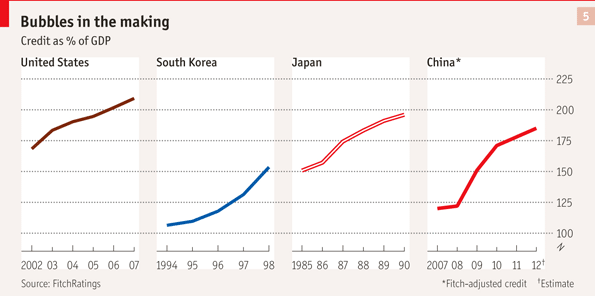 5
Bubbles in the making
Credit as % of GDP
United States South Korea Japan China*
225
200
175
150
125
100
2002 03 04 05 06 07 1994 95 96 97 98 1985 86 87 88 89 90 2007 08 09 10 11 12†
Source: FitchRatings *Fitch-adjusted credit †Estimate